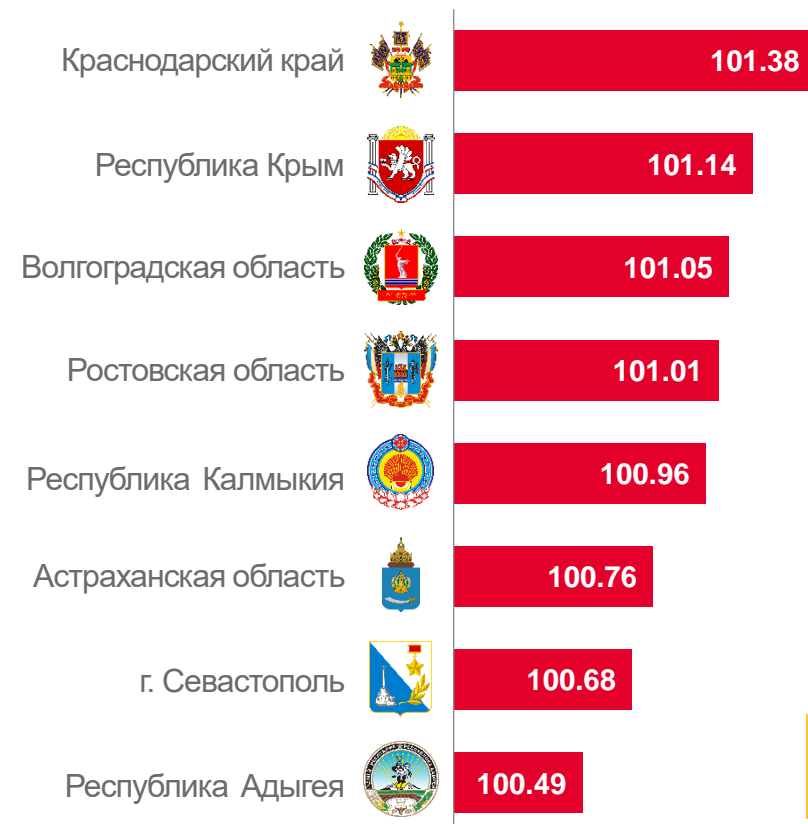 Краснодарский край 101.38
Республика Крым 101.14
Волгоградская область 101.05
Ростовская область 101.01
Республика Калмыкия 100.96
Астраханская область 100.76
г. Севастополь 100.68
Республика Адыгея 100.49